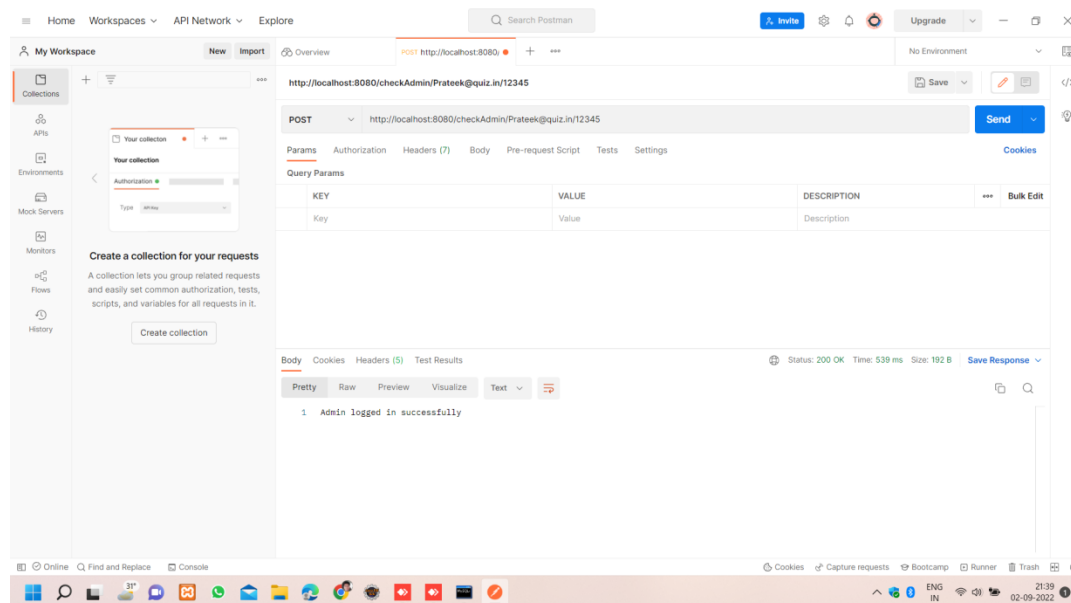 Home Workspaces API Network Explore Search Postman Invite Upgrade
My Workspace New Import Overview POST http://localhost:8080/ No Environment
Collections
APIs
Environments
Mock Servers
Monitors
Flows
History
Your collection
Your collection
Authorization
Type API Key
Create a collection for your requests
A collection lets you group related requests
and easily set common authorization, tests,
scripts, and variables for all requests in it.
Create collection
http://localhost:8080/checkAdmin/Prateek@quiz.in/12345 Save
POST http://localhost:8080/checkAdmin/Prateek@quiz.in/12345 Send
Params Authorization Headers (7) Body Pre-request Script Tests Settings Cookies
Query Params
KEY VALUE DESCRIPTION Bulk Edit
Key Value Description
Body Cookies Headers (5) Test Results Status: 200 OK Time: 539 ms Size: 192 B Save Response
Pretty Raw Preview Visualize Text
1 Admin logged in successfully
Online Find and Replace Console Cookies Capture requests Bootcamp Runner Trash
31° ENG 21:39
IN 02-09-2022 1